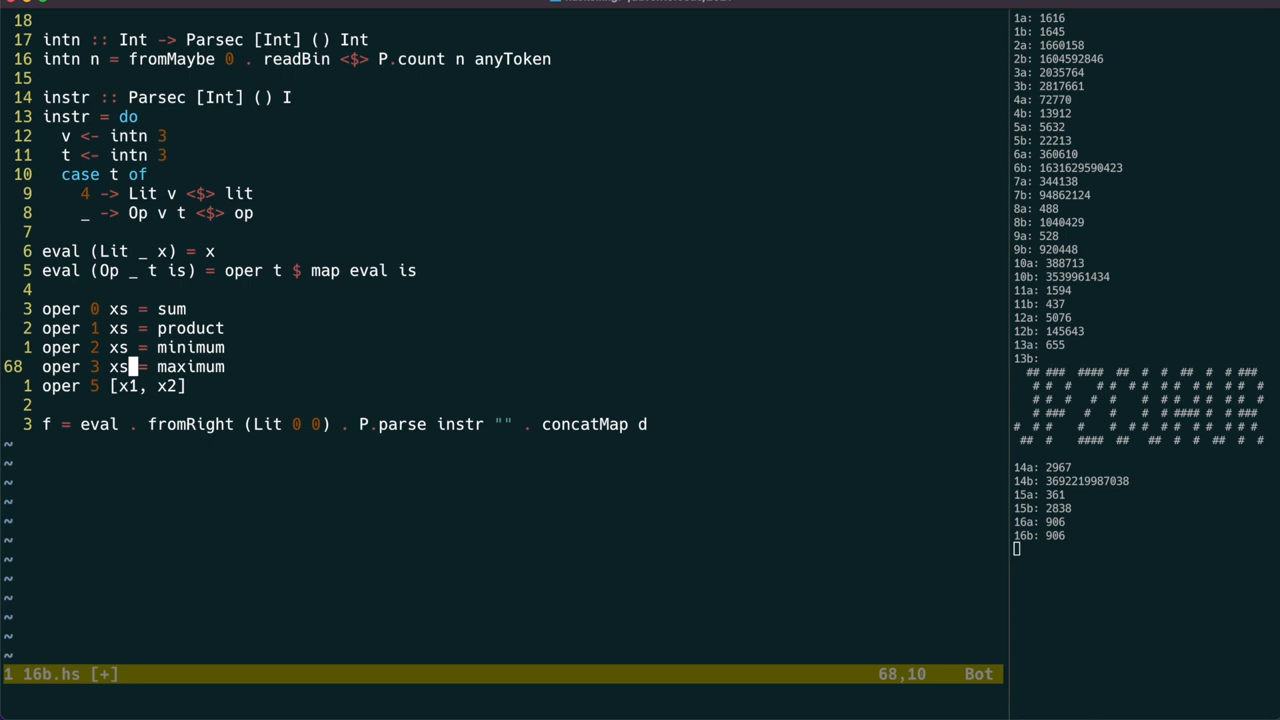 18
17 intn :: Int -> Parsec [Int] () Int
16 intn n = fromMaybe 0 . readBin <$> P.count n anyToken
15
14 instr :: Parsec [Int] () I
13 instr = do
12   v <- intn 3
11   t <- intn 3
10   case t of
9     4 -> Lit v <$> lit
8     _ -> Op v t <$> op
7
6 eval (Lit _ x) = x
5 eval (Op _ t is) = oper t $ map eval is
4
3 oper 0 xs = sum
2 oper 1 xs = product
1 oper 2 xs = minimum
68 oper 3 xs = maximum
1 oper 5 [x1, x2]
2
3 f = eval . fromRight (Lit 0 0) . P.parse instr "" . concatMap d
~
~
~
~
~
~
~
~
~
~
~
~
1 16b.hs [+] 68,10 Bot
1a: 1616
1b: 1645
2a: 1660158
2b: 1604592846
3a: 2035764
3b: 2817661
4a: 72770
4b: 13912
5a: 5632
5b: 22213
6a: 360610
6b: 1631629590423
7a: 344138
7b: 94862124
8a: 488
8b: 1040429
9a: 528
9b: 920448
10a: 388713
10b: 3539961434
11a: 1594
11b: 437
12a: 5076
12b: 145643
13a: 655
13b:
14a: 2967
14b: 3692219987038
15a: 361
15b: 2838
16a: 906
16b: 906